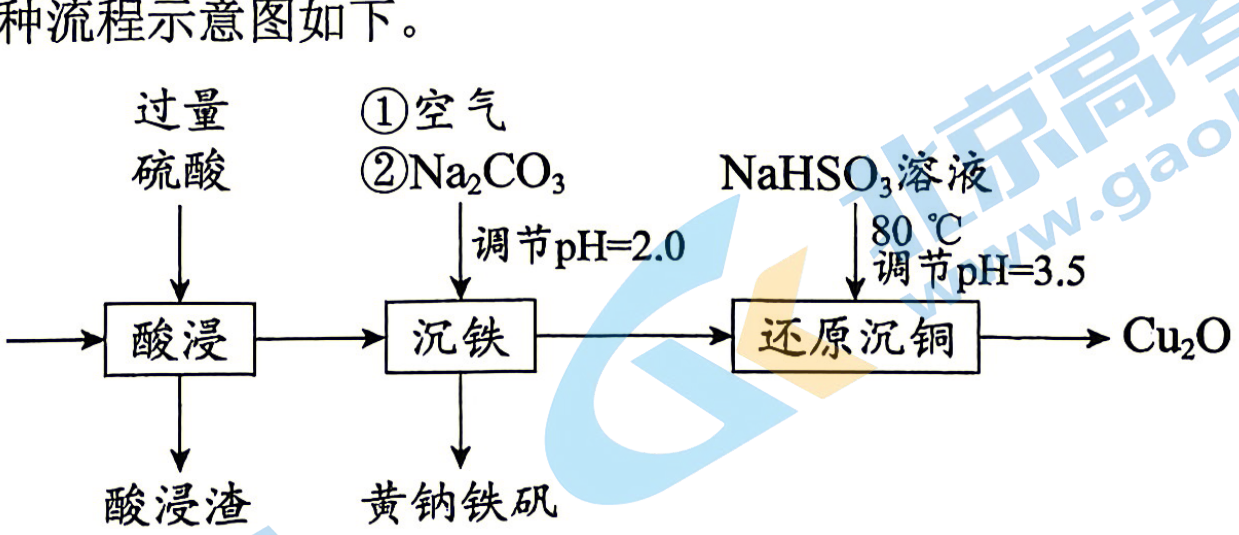 种流程示意图如下。
过量
硫酸
①空气
②Na₂CO₃
调节pH=2.0
NaHSO₃溶液
80 ℃
调节pH=3.5
酸浸
沉铁
还原沉铜
Cu₂O
酸浸渣
黄钠铁矾
北京高考
www.gaok